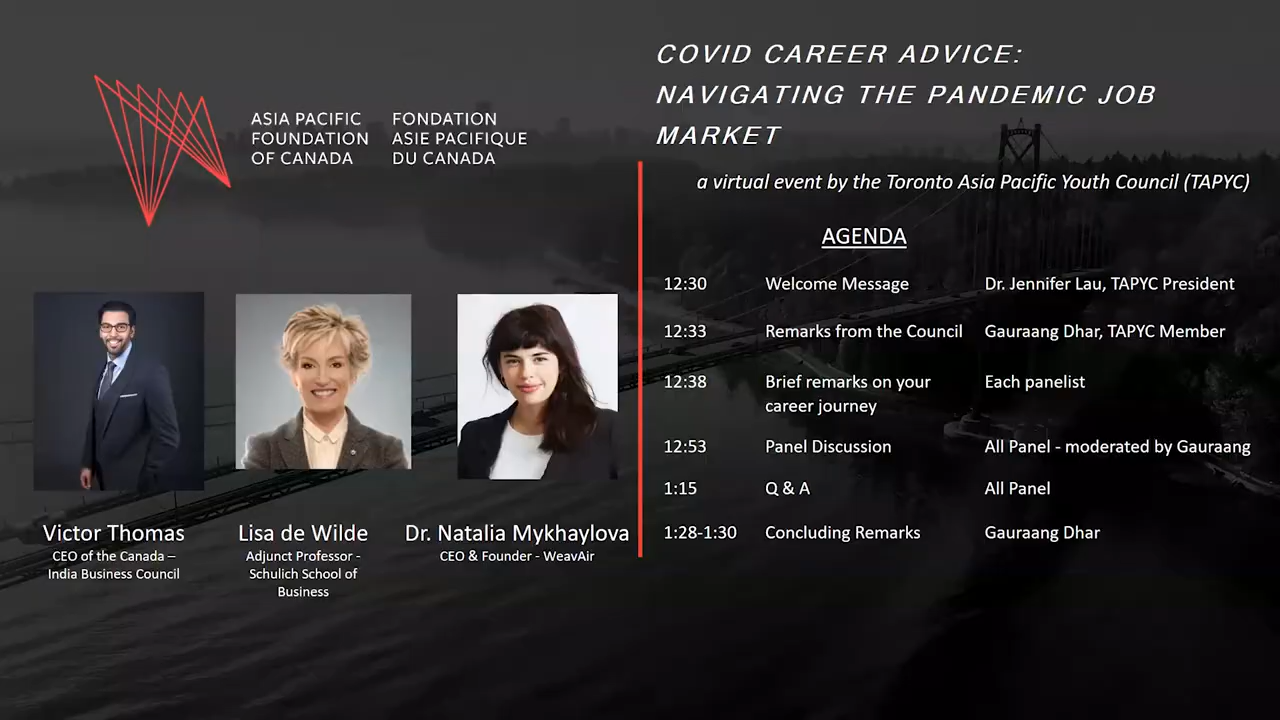 ASIA PACIFIC
FOUNDATION
OF CANADA
FONDATION
ASIE PACIFIQUE
DU CANADA
Victor Thomas
CEO of the Canada –
India Business Council
Lisa de Wilde
Adjunct Professor -
Schulich School of
Business
Dr. Natalia Mykhaylova
CEO & Founder - WeavAir
COVID CAREER ADVICE:
NAVIGATING THE PANDEMIC JOB
MARKET
a virtual event by the Toronto Asia Pacific Youth Council (TAPYC)
AGENDA
12:30 Welcome Message Dr. Jennifer Lau, TAPYC President
12:33 Remarks from the Council Gauraang Dhar, TAPYC Member
12:38 Brief remarks on your Each panelist
career journey
12:53 Panel Discussion All Panel - moderated by Gauraang
1:15 Q & A All Panel
1:28-1:30 Concluding Remarks Gauraang Dhar